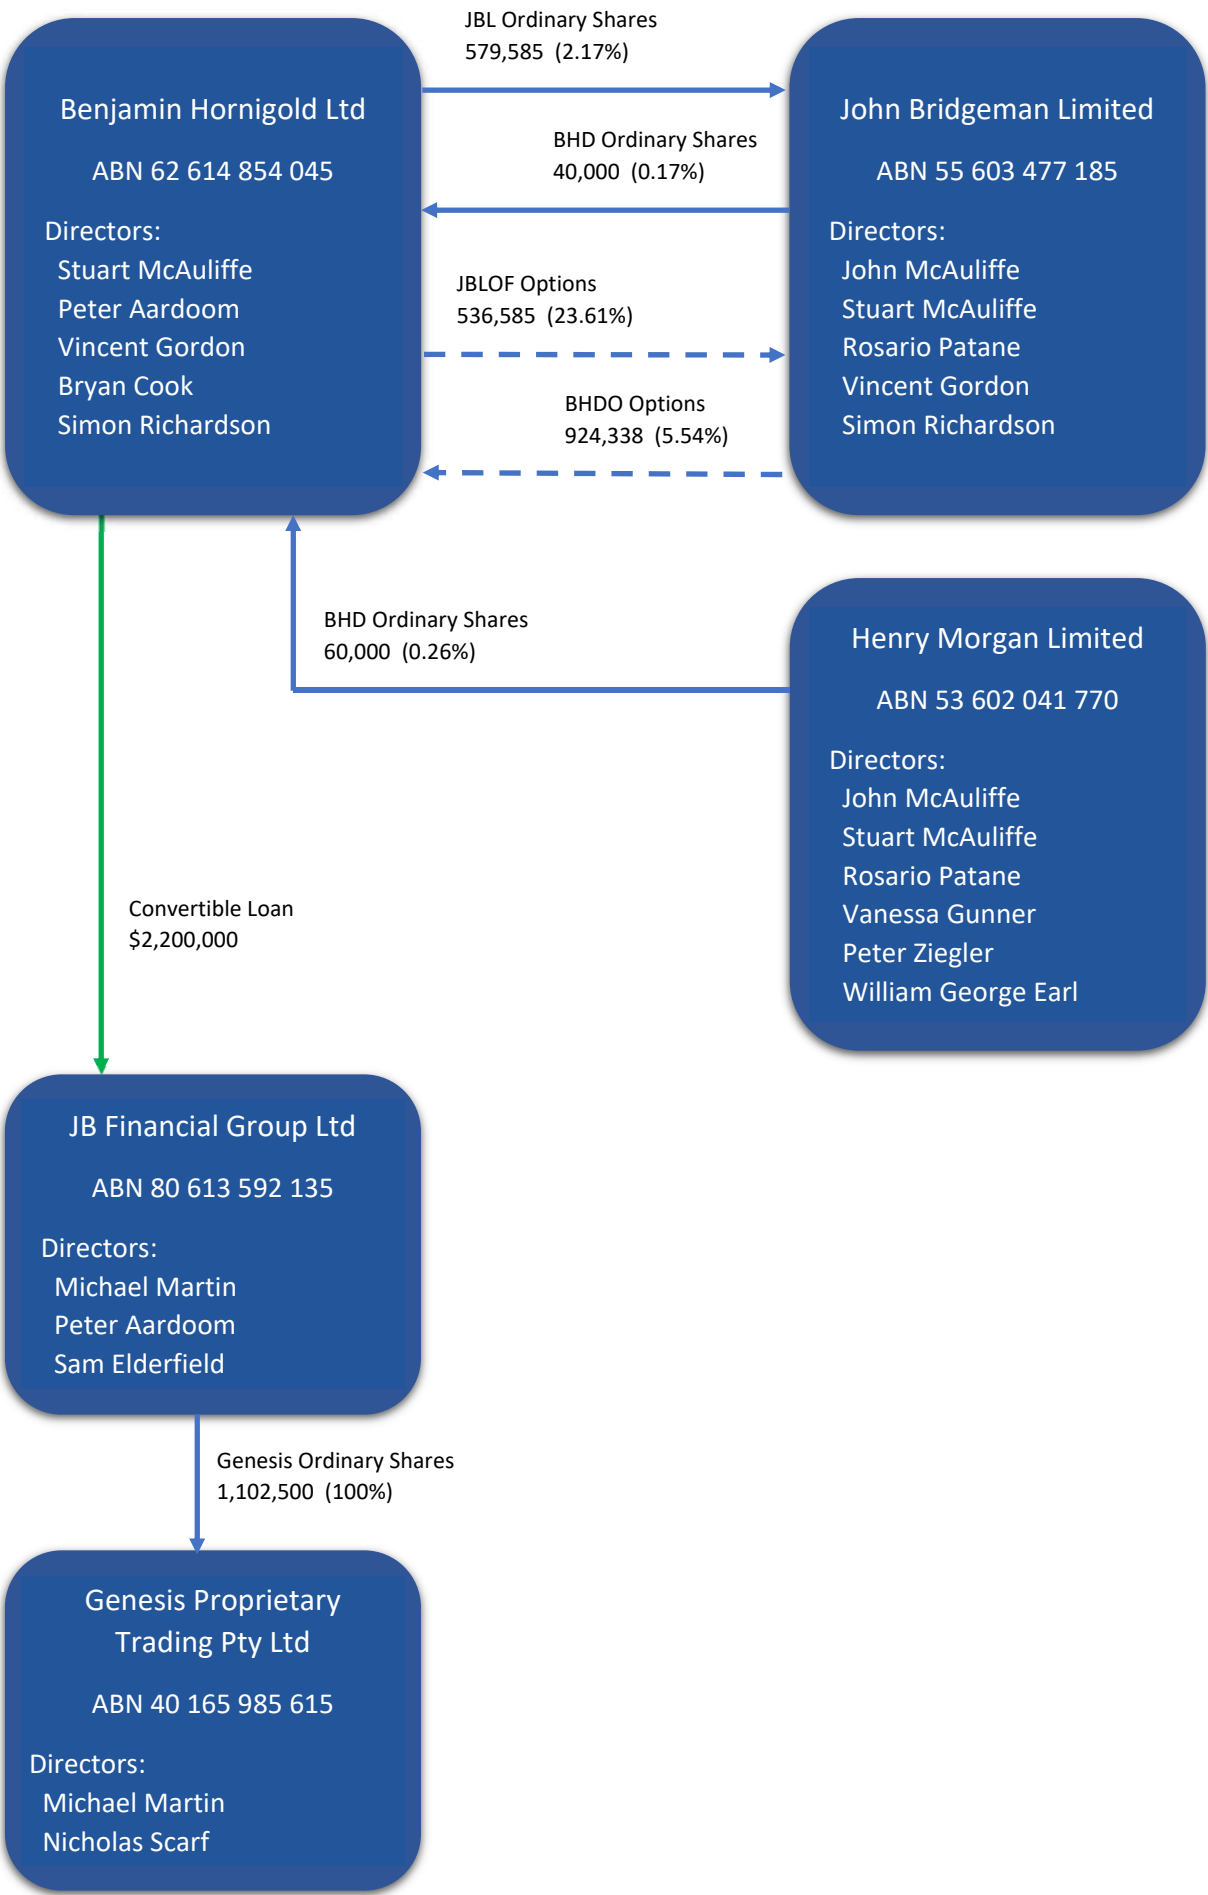 JBL Ordinary Shares
579,585 (2.17%)
Benjamin Hornigold Ltd
ABN 62 614 854 045
Directors:
Stuart McAuliffe
Peter Aardoom
Vincent Gordon
Bryan Cook
Simon Richardson
BHD Ordinary Shares
40,000 (0.17%)
JBLOF Options
536,585 (23.61%)
BHDO Options
924,338 (5.54%)
John Bridgeman Limited
ABN 55 603 477 185
Directors:
John McAuliffe
Stuart McAuliffe
Rosario Patane
Vincent Gordon
Simon Richardson
BHD Ordinary Shares
60,000 (0.26%)
Henry Morgan Limited
ABN 53 602 041 770
Directors:
John McAuliffe
Stuart McAuliffe
Rosario Patane
Vanessa Gunner
Peter Ziegler
William George Earl
Convertible Loan
$2,200,000
JB Financial Group Ltd
ABN 80 613 592 135
Directors:
Michael Martin
Peter Aardoom
Sam Elderfield
Genesis Ordinary Shares
1,102,500 (100%)
Genesis Proprietary
Trading Pty Ltd
ABN 40 165 985 615
Directors:
Michael Martin
Nicholas Scarf